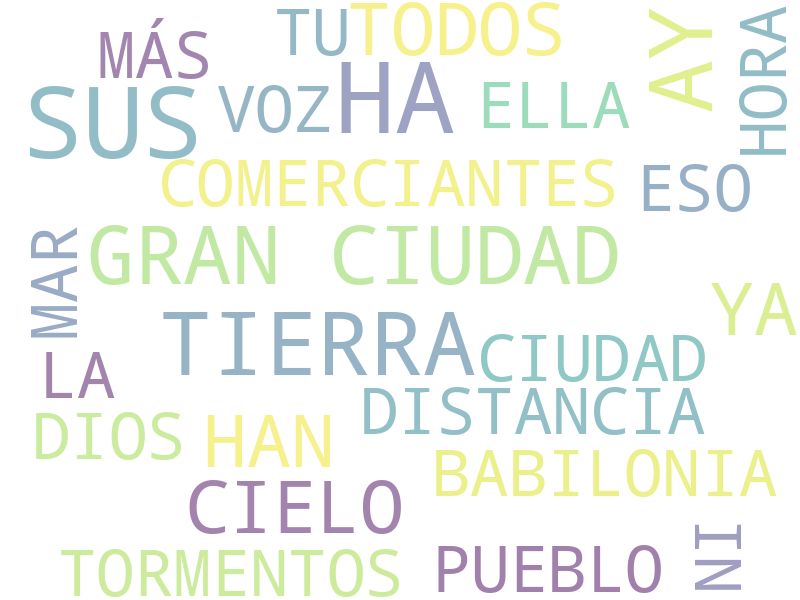 TU
TODOS
MÁS
AY
HORA
SUS
VOZ
HA
ELLA
COMERCIANTES
ESO
MAR
GRAN CIUDAD
YA
TIERRA
CIUDAD
LA
DISTANCIA
DIOS
HAN
BABILONIA
CIELO
NI
TORMENTOS
PUEBLO